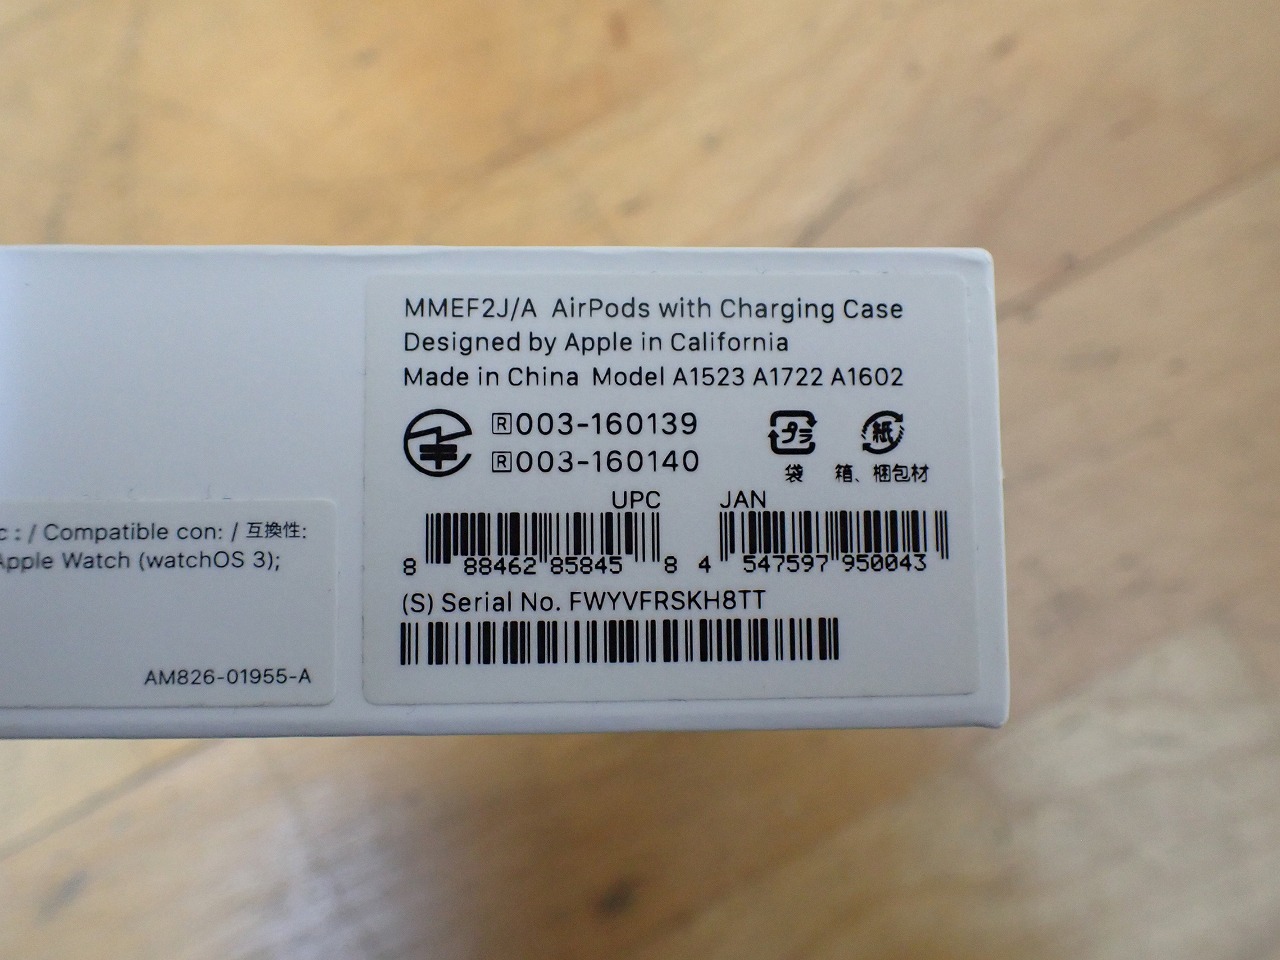 MMEF2J/A AirPods with Charging Case
Designed by Apple in California
Made in China Model A1523 A1722 A1602
R 003-160139
R 003-160140
プラ
紙
袋
箱、梱包材
UPC
JAN
8 88462 85845 8
4 547597 950043
(S) Serial No. FWYVFRSKH8TT
c : / Compatible con: / 互換性:
Apple Watch (watchOS 3);
AM826-01955-A